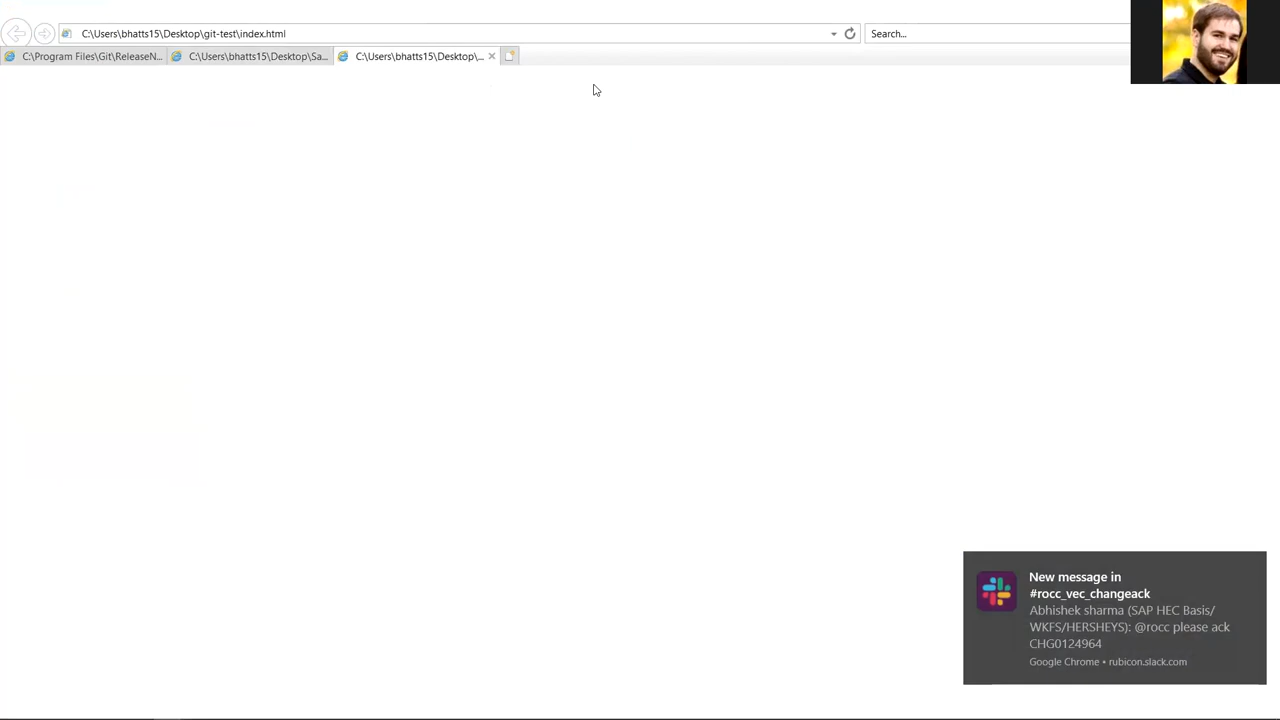 C:\Users\bhatts15\Desktop\git-test\index.html
Search...
C:\Program Files\Git\ReleaseN...
C:\Users\bhatts15\Desktop\Sa...
C:\Users\bhatts15\Desktop\...
New message in
#rocc_vec_changeack
Abhishek sharma (SAP HEC Basis/
WKFS/HERSHEYS): @rocc please ack
CHG0124964
Google Chrome • rubicon.slack.com